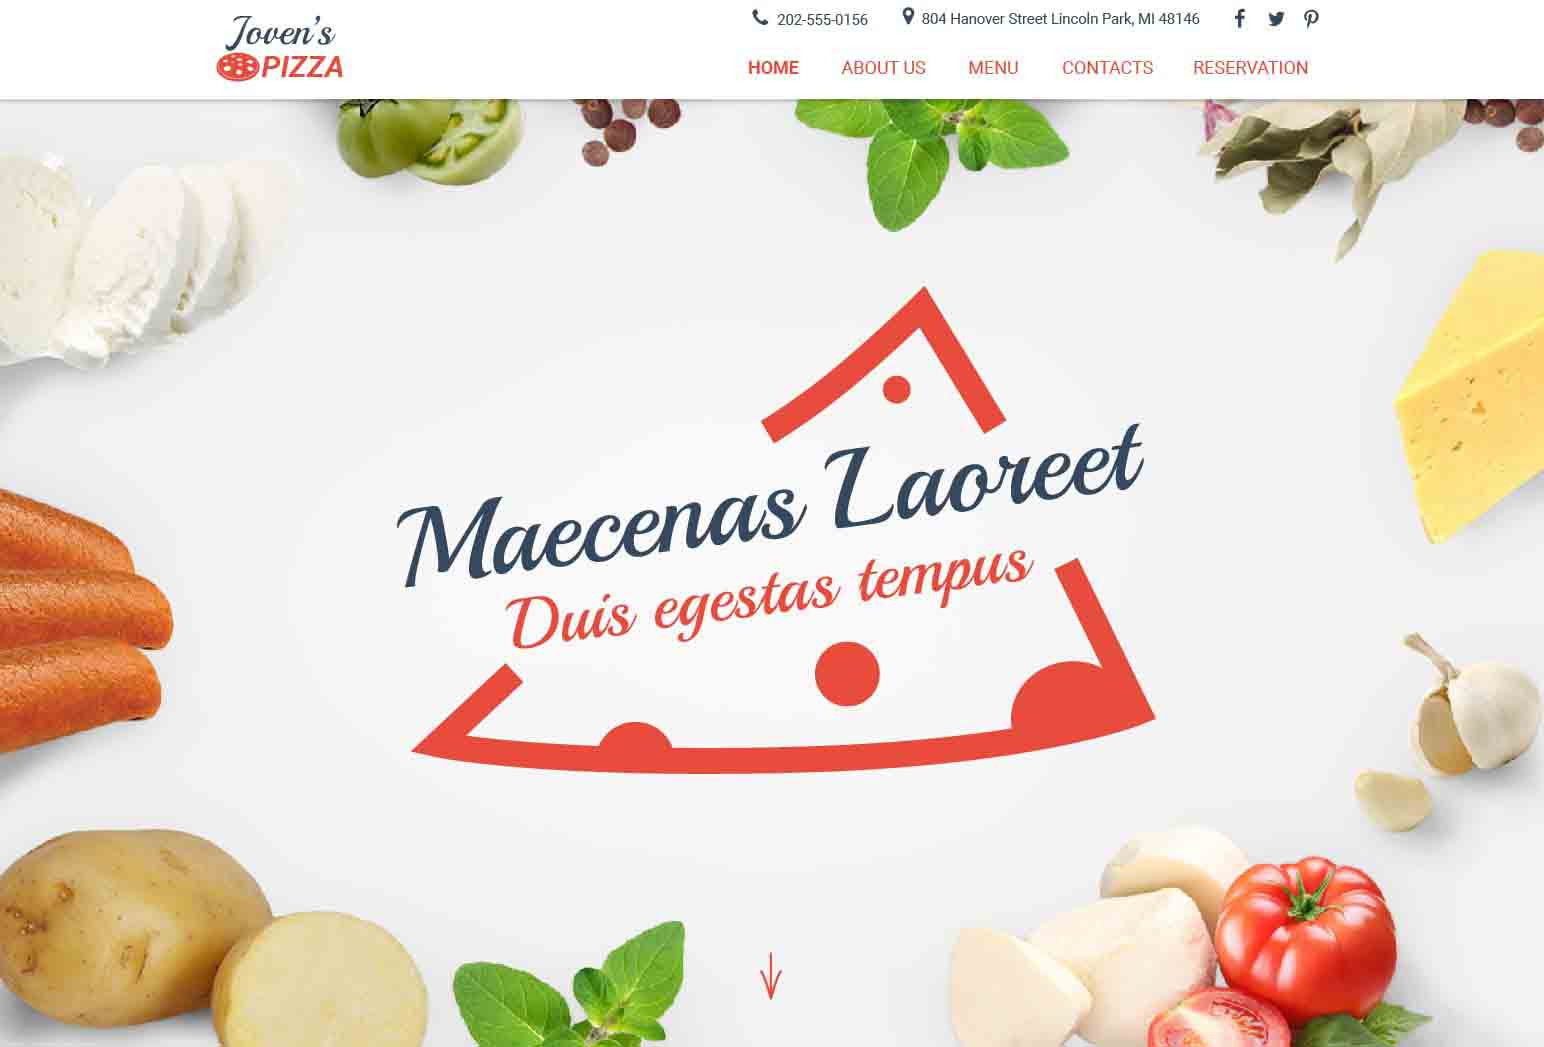 Joven's
PIZZA
202-555-0156
804 Hanover Street Lincoln Park, MI 48146
HOME
ABOUT US
MENU
CONTACTS
RESERVATION
Maecenas Laoreet
Duis egestas tempus